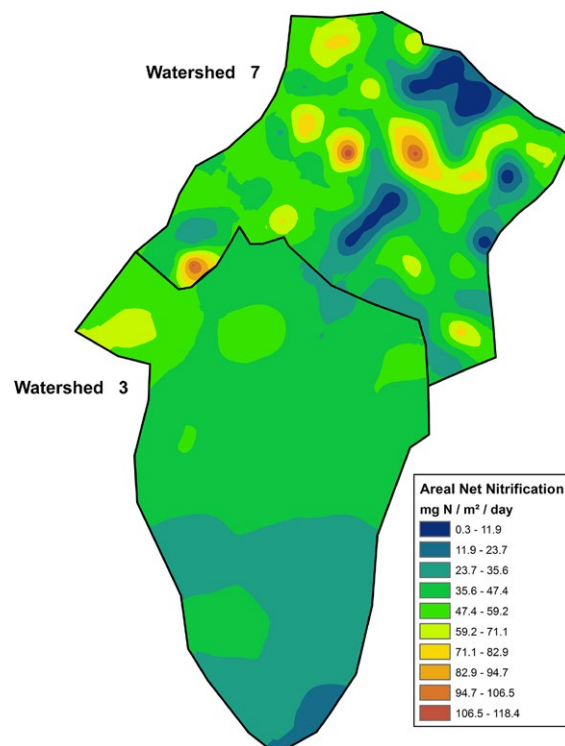 Watershed 7
Watershed 3
Areal Net Nitrification
mg N / m² / day
0.3 - 11.9
11.9 - 23.7
23.7 - 35.6
35.6 - 47.4
47.4 - 59.2
59.2 - 71.1
71.1 - 82.9
82.9 - 94.7
94.7 - 106.5
106.5 - 118.4